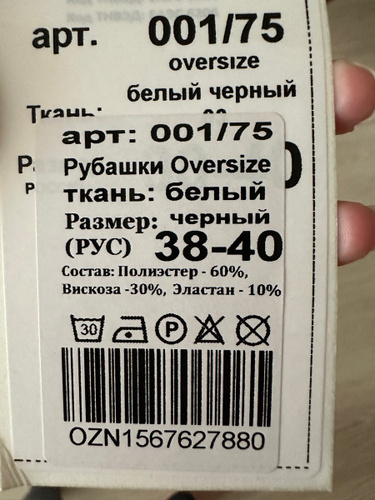 арт. 001/75
oversize
белый черный
Ткань:
арт: 001/75
Рубашки Oversize
ткань: белый
Размер: черный
(РУС) 38-40
Состав: Полиэстер - 60%,
Вискоза -30%, Эластан - 10%
30 P
OZN1567627880